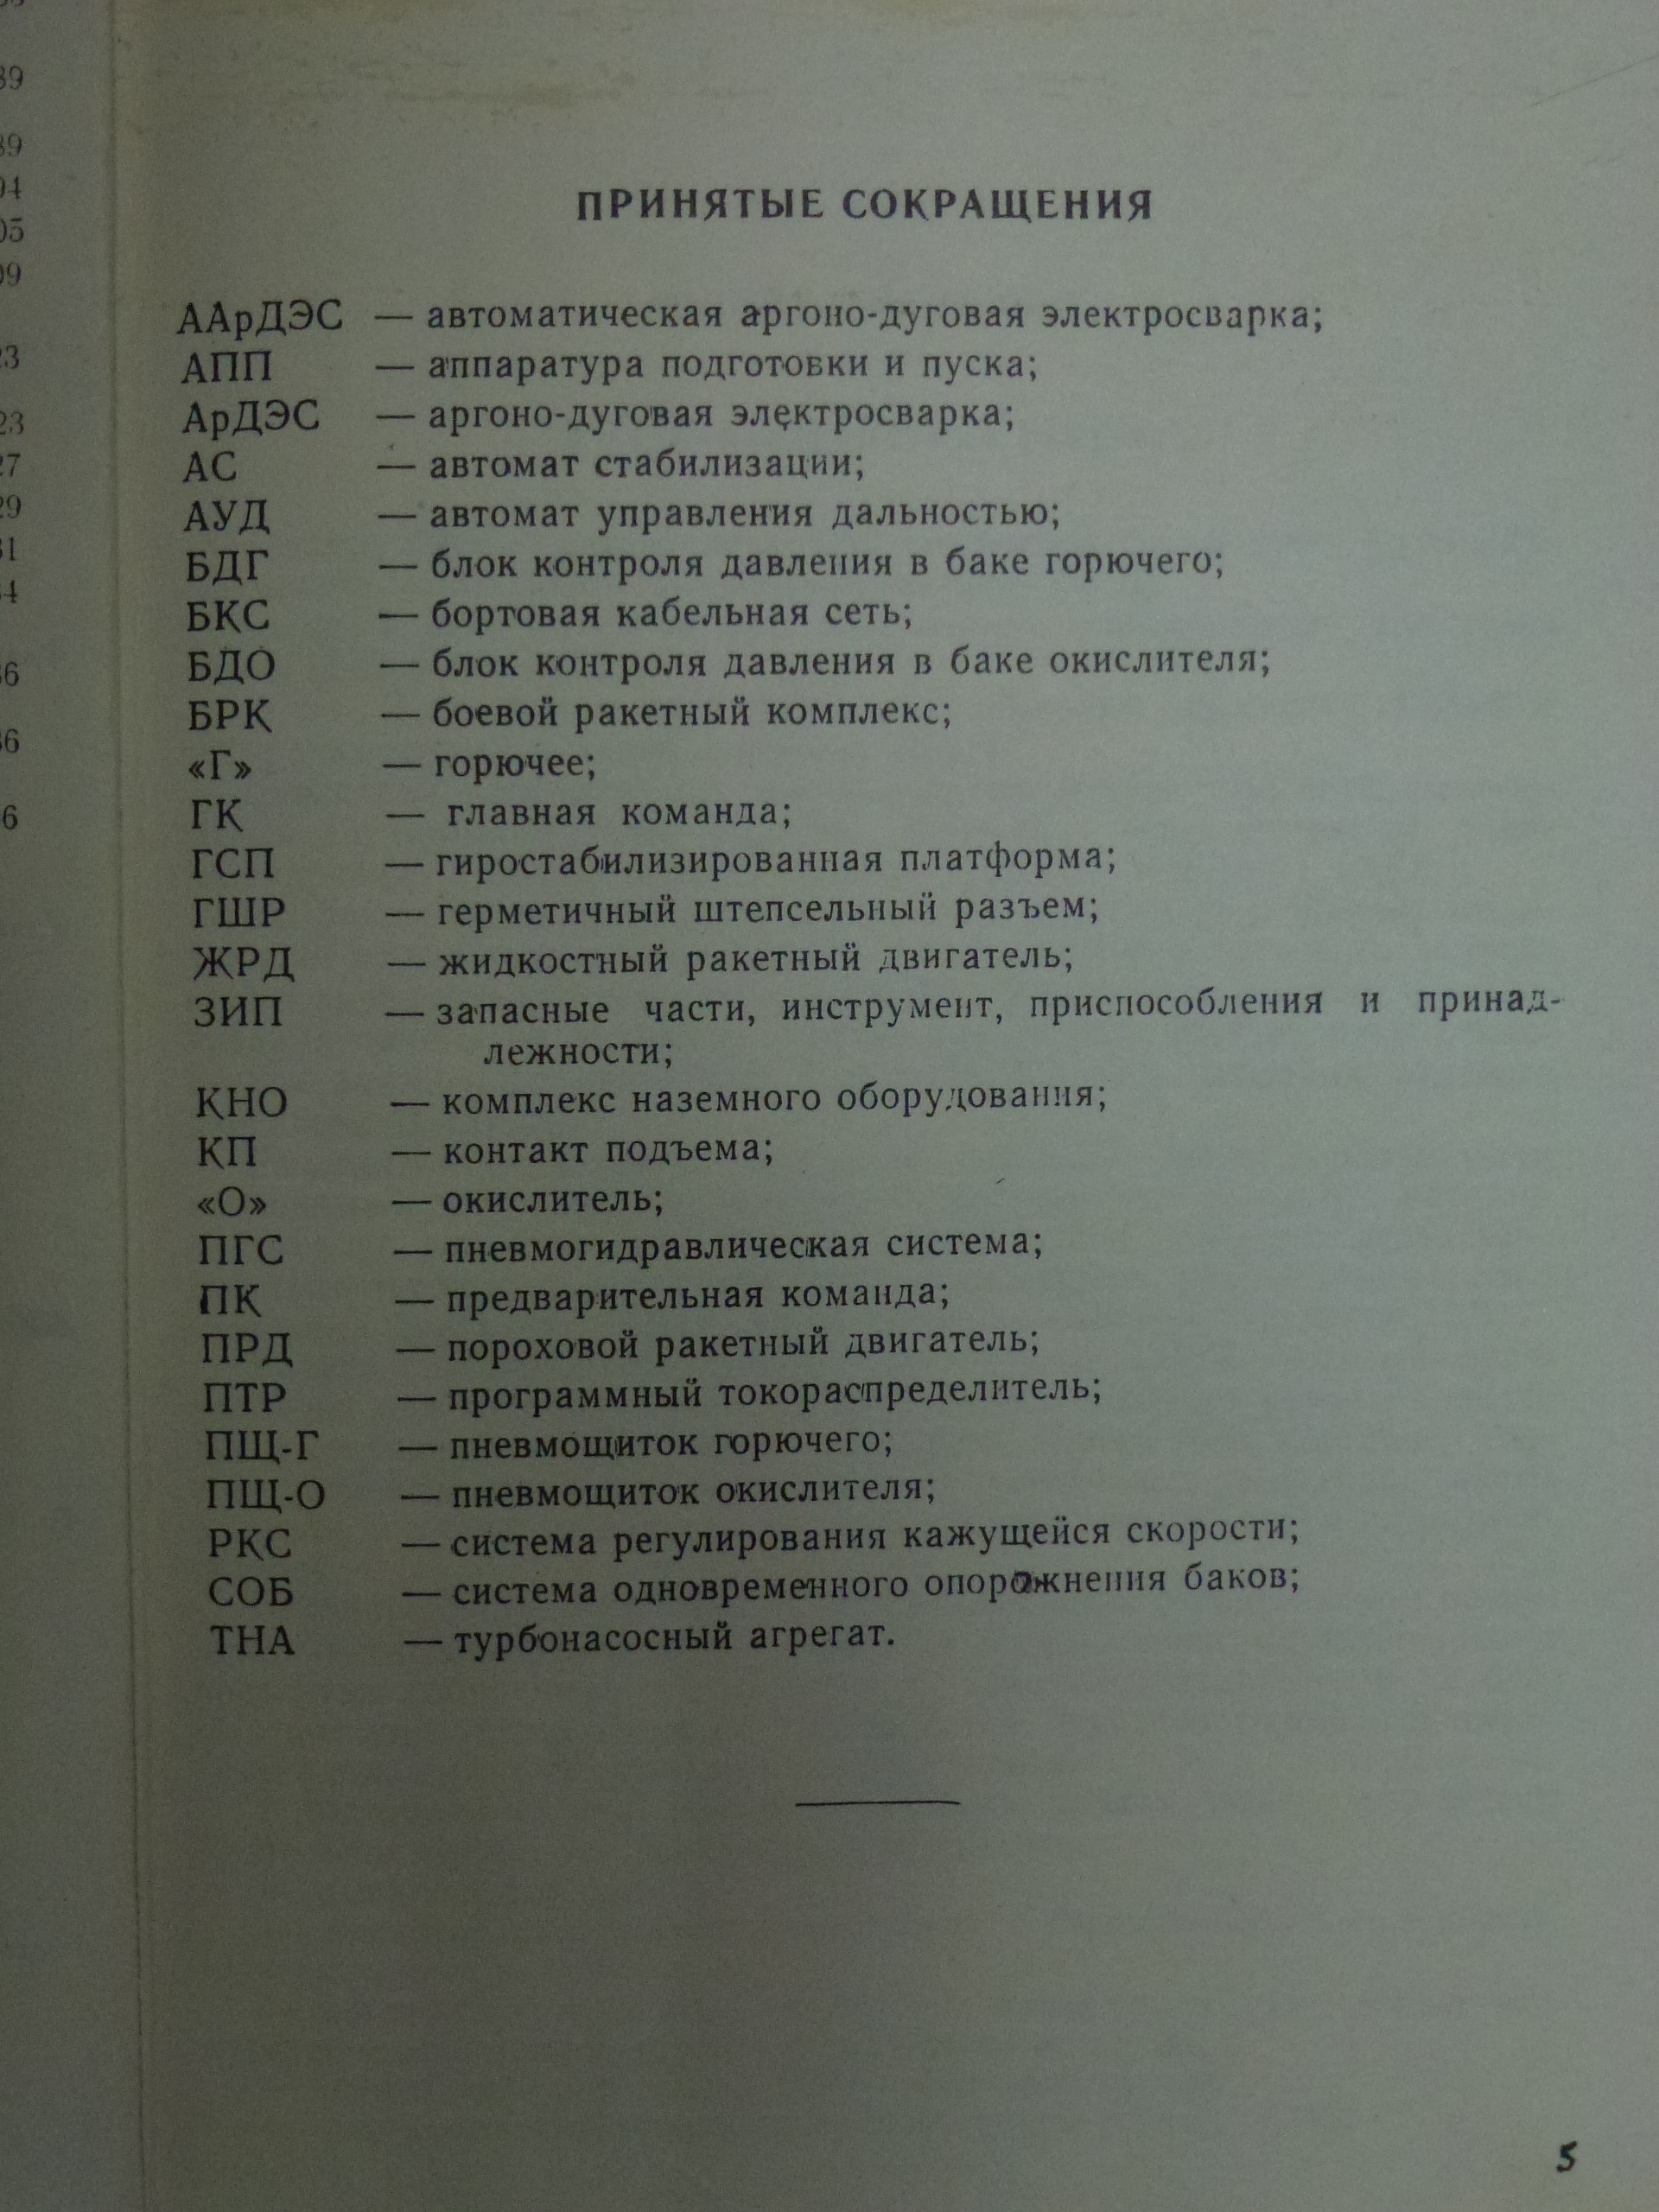 39
39
04
05
09
23
23
27
29
31
34
36
36
6
ПРИНЯТЫЕ СОКРАЩЕНИЯ
ААрДЭС — автоматическая аргоно-дуговая электросварка;
АПП — аппаратура подготовки и пуска;
АрДЭС — аргоно-дуговая электросварка;
АС — автомат стабилизации;
АУД — автомат управления дальностью;
БДГ — блок контроля давления в баке горючего;
БКС — бортовая кабельная сеть;
БДО — блок контроля давления в баке окислителя;
БРК — боевой ракетный комплекс;
«Г» — горючее;
ГК — главная команда;
ГСП — гиростабилизированная платформа;
ГШР — герметичный штепсельный разъем;
ЖРД — жидкостный ракетный двигатель;
ЗИП — запасные части, инструмент, приспособления и принад-
лежности;
КНО — комплекс наземного оборудования;
КП — контакт подъема;
«О» — окислитель;
ПГС — пневмогидравлическая система;
ПК — предварительная команда;
ПРД — пороховой ракетный двигатель;
ПТР — программный токораспределитель;
ПЩ-Г — пневмощиток горючего;
ПЩ-О — пневмощиток окислителя;
РКС — система регулирования кажущейся скорости;
СОБ — система одновременного опорожнения баков;
ТНА — турбонасосный агрегат.
5